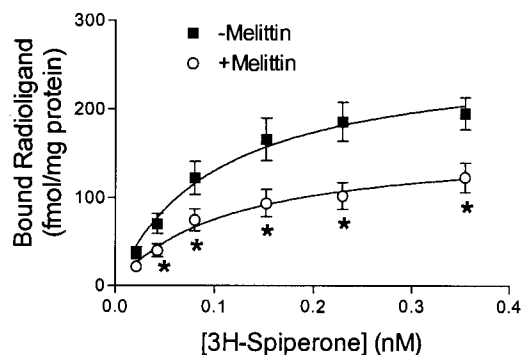 -Melittin
+Melittin
Bound Radioligand
(fmol/mg protein)
300
200
100
0
*
*
*
*
*
0.0
0.1
0.2
0.3
0.4
[3H-Spiperone] (nM)